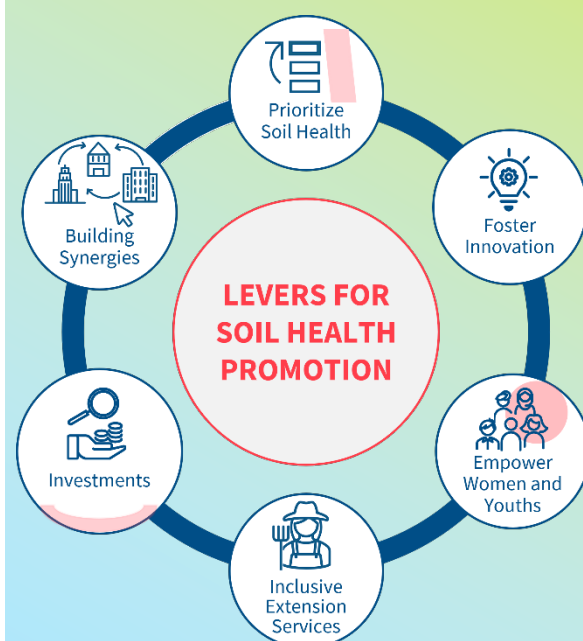 LEVERS FOR
SOIL HEALTH
PROMOTION
Prioritize
Soil Health
Foster
Innovation
Empower
Women and
Youths
Inclusive
Extension
Services
Investments
Building
Synergies